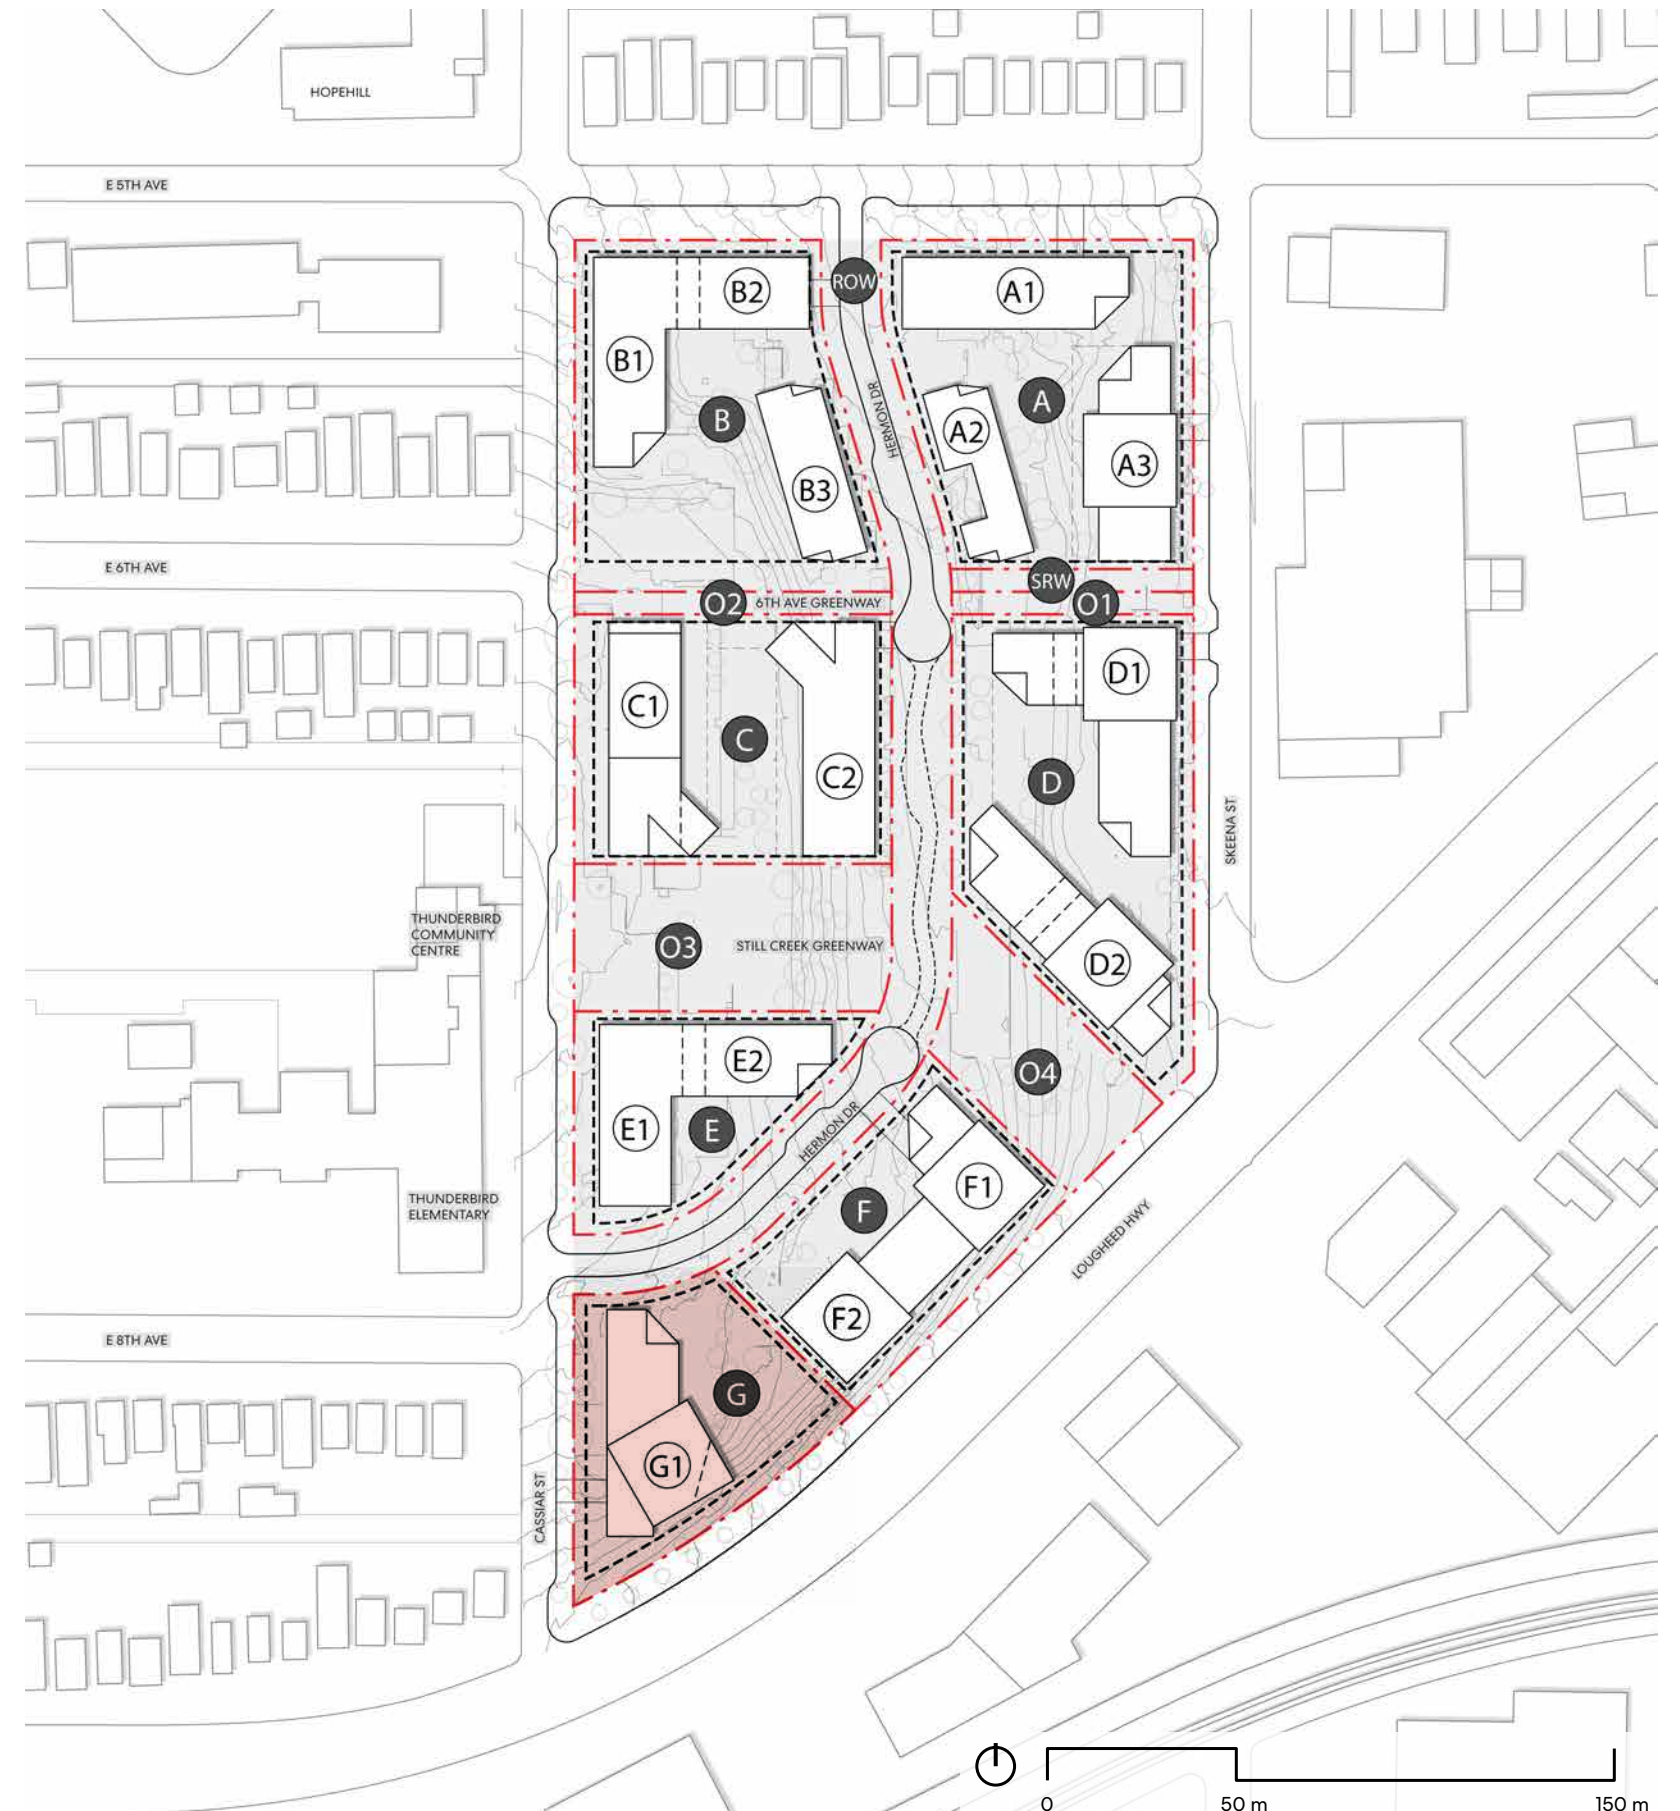 HOPEHILL
E 5TH AVE
B2
ROW
A1
B1
HERMON DR
A
B
A2
A3
B3
E 6TH AVE
SRW
O2
6TH AVE GREENWAY
O1
D1
C1
C
C2
D
SKEENA ST
THUNDERBIRD
COMMUNITY
CENTRE
O3
STILL CREEK GREENWAY
D2
E2
O4
E1
E
HERMON DR
THUNDERBIRD
ELEMENTARY
F1
F
LOUGHEED HWY
F2
E 8TH AVE
G
G1
CASSIAR ST
0
50 m
150 m